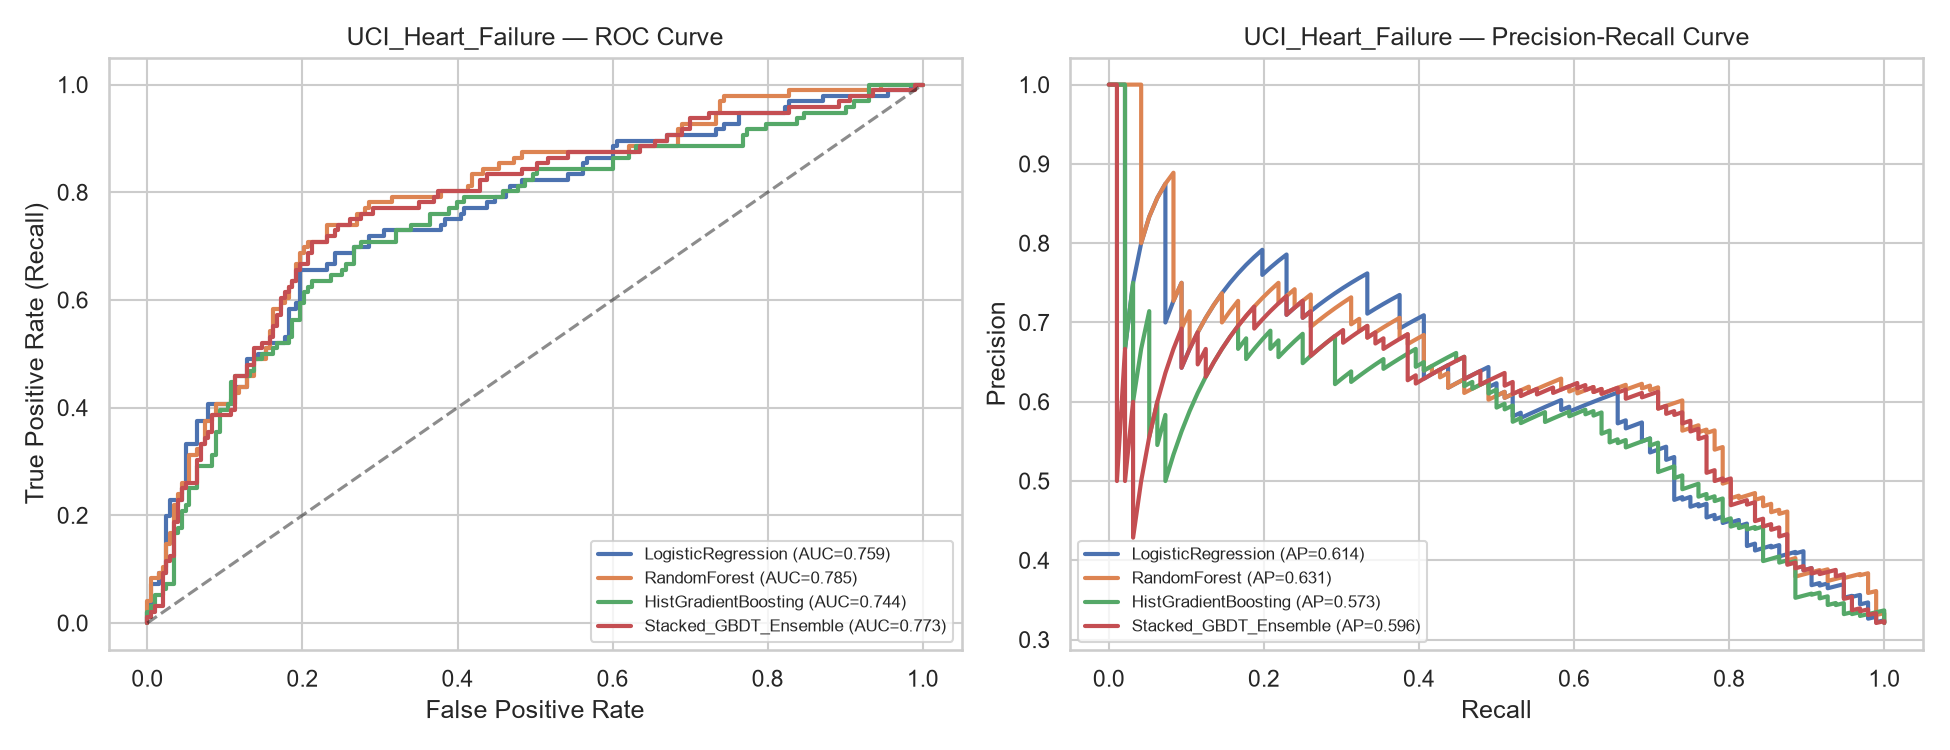 UCI_Heart_Failure — ROC Curve
True Positive Rate (Recall)
1.0
0.8
0.6
0.4
0.2
0.0
LogisticRegression (AUC=0.759)
RandomForest (AUC=0.785)
HistGradientBoosting (AUC=0.744)
Stacked_GBDT_Ensemble (AUC=0.773)
0.0 0.2 0.4 0.6 0.8 1.0
False Positive Rate
UCI_Heart_Failure — Precision-Recall Curve
Precision
1.0
0.9
0.8
0.7
0.6
0.5
0.4
0.3
LogisticRegression (AP=0.614)
RandomForest (AP=0.631)
HistGradientBoosting (AP=0.573)
Stacked_GBDT_Ensemble (AP=0.596)
0.0 0.2 0.4 0.6 0.8 1.0
Recall